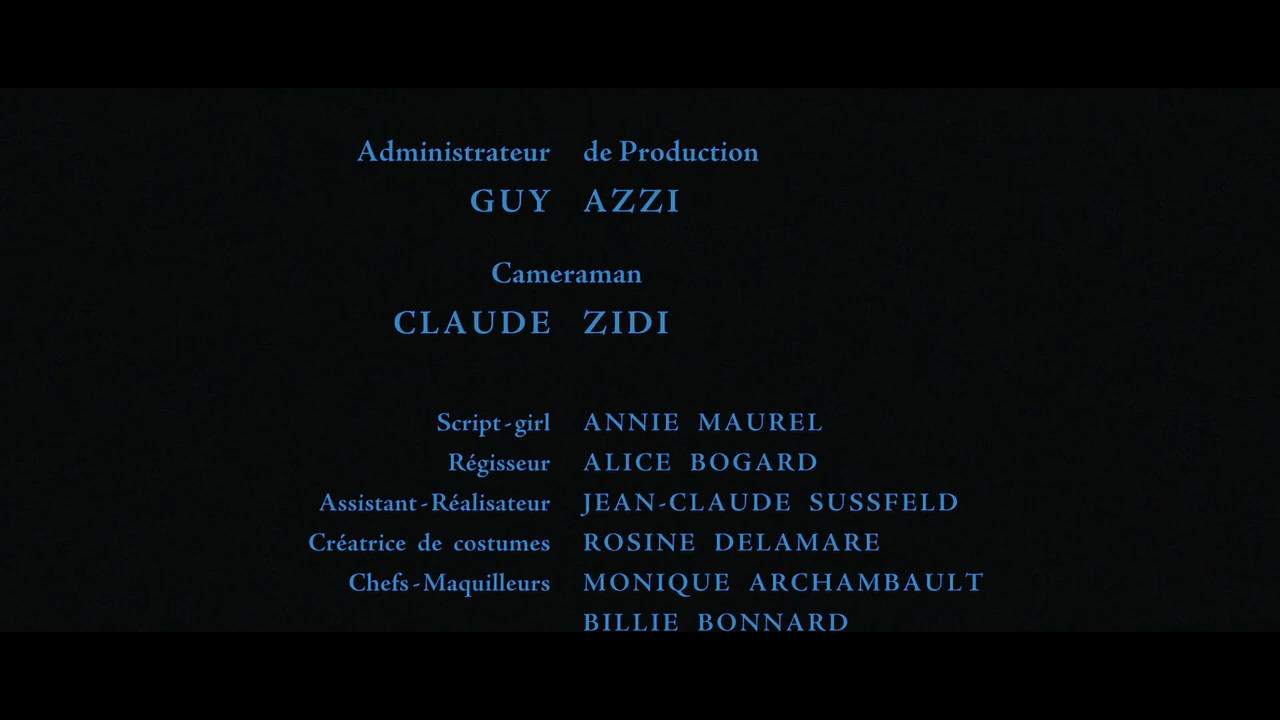 Administrateur de Production
GUY AZZI
Cameraman
CLAUDE ZIDI
Script-girl ANNIE MAUREL
Régisseur ALICE BOGARD
Assistant-Réalisateur JEAN-CLAUDE SUSSFELD
Créatrice de costumes ROSINE DELAMARE
Chefs-Maquilleurs MONIQUE ARCHAMBAULT
BILLIE BONNARD